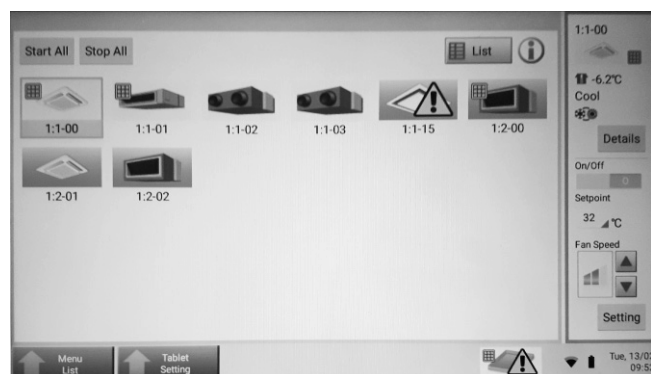 Start All Stop All
List
1:1-00 1:1-01 1:1-02 1:1-03 1:1-15 1:2-00
1:2-01 1:2-02
1:1-00
-6.2℃
Cool
Details
On/Off
0
Setpoint
32 ℃
Fan Speed
Setting
Menu
List
Tablet
Setting
Tue, 13/0
09:5